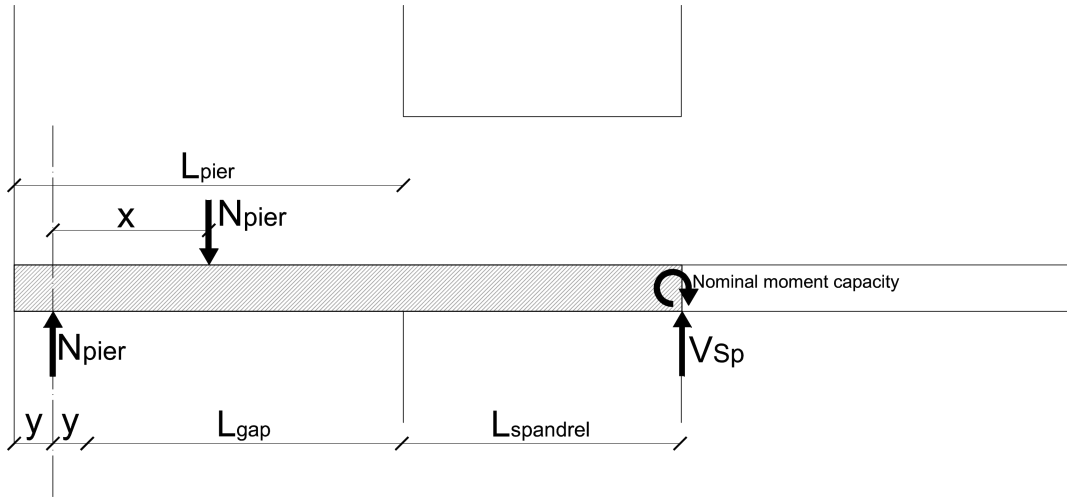 Lpier
x
Npier
Nominal moment capacity
Npier
VSp
y
y
Lgap
Lspandrel